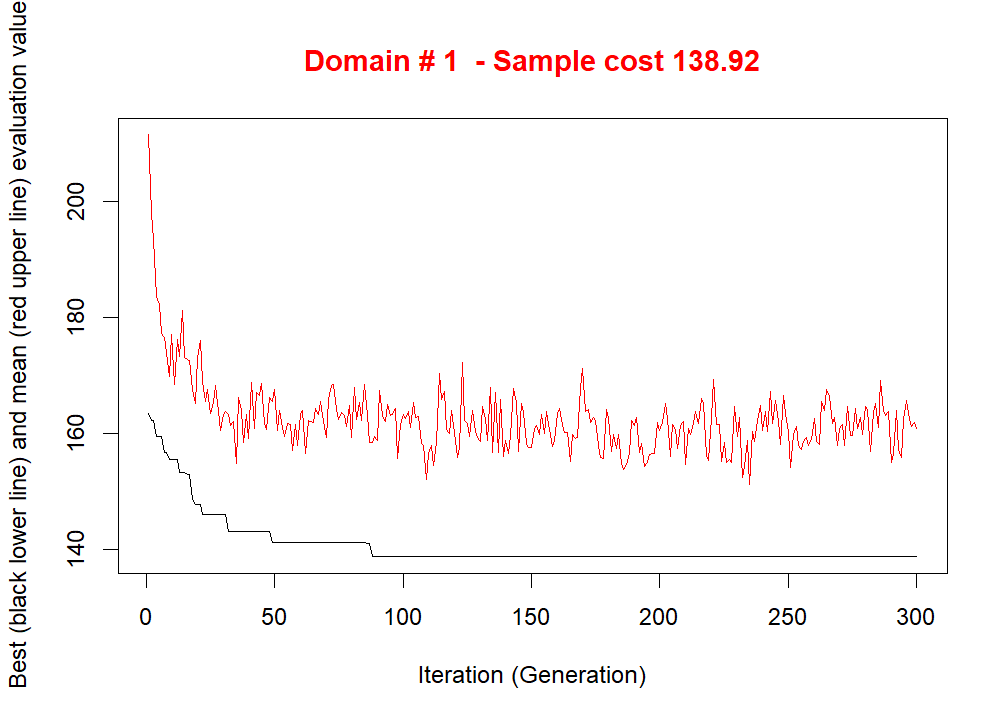 Domain # 1  - Sample cost 138.92
Best (black lower line) and mean (red upper line) evaluation value
200
180
160
140
0 50 100 150 200 250 300
Iteration (Generation)